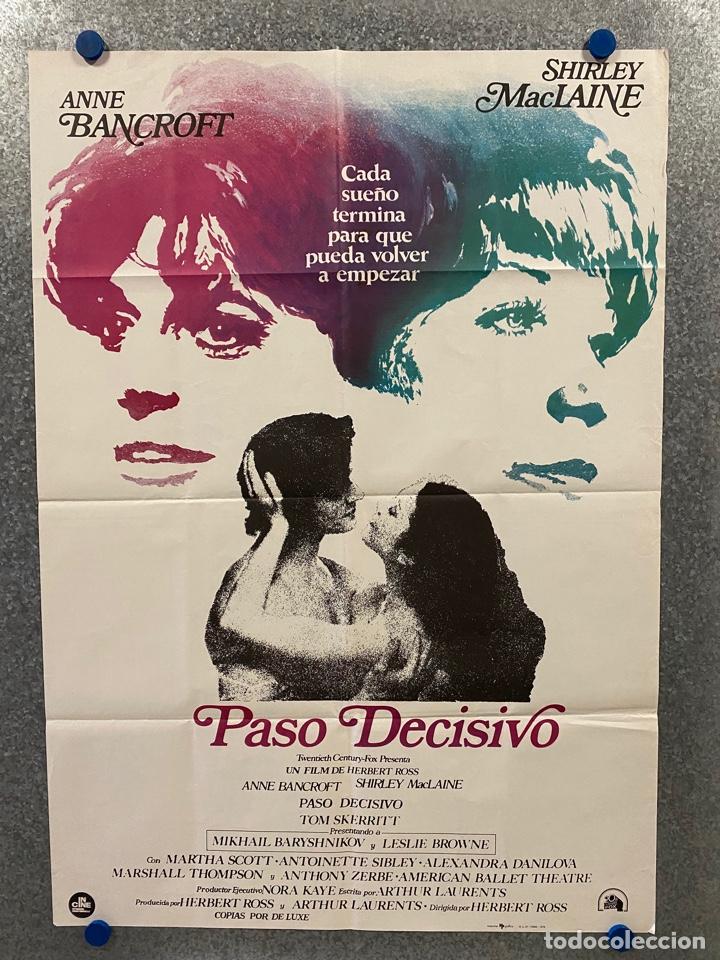 ANNE
BANCROFT
SHIRLEY
MacLAINE
Cada
sueño
termina
para que
pueda volver
a empezar
Paso Decisivo
Twentieth Century-Fox Presenta
UN FILM DE HERBERT ROSS
ANNE BANCROFT SHIRLEY MacLAINE
PASO DECISIVO
TOM SKERRITT
Presentando a
MIKHAIL BARYSHNIKOV y LESLIE BROWNE
Con MARTHA SCOTT · ANTOINETTE SIBLEY · ALEXANDRA DANILOVA
MARSHALL THOMPSON y ANTHONY ZERBE · AMERICAN BALLET THEATRE
Productor Ejecutivo NORA KAYE Escrita por ARTHUR LAURENTS
Producida por HERBERT ROSS y ARTHUR LAURENTS · Dirigida por HERBERT ROSS
COPIAS POR DE LUXE
IN
CINE
todocoleccion